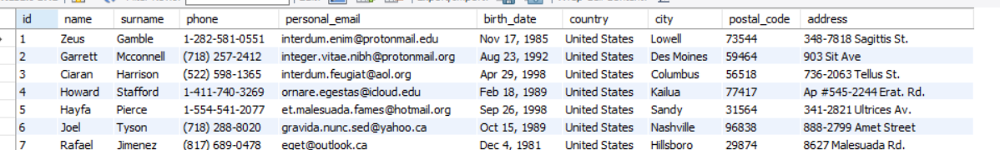 id name surname phone personal_email birth_date country city postal_code address
1 Zeus Gamble 1-282-581-0551 interdum.enim@protonmail.edu Nov 17, 1985 United States Lowell 73544 348-7818 Sagittis St.
2 Garrett Mcconnell (718) 257-2412 integer.vitae.nibh@protonmail.org Aug 23, 1992 United States Des Moines 59464 903 Sit Ave
3 Ciaran Harrison (522) 598-1365 interdum.feugiat@aol.org Apr 29, 1998 United States Columbus 56518 736-2063 Tellus St.
4 Howard Stafford 1-411-740-3269 ornare.egestas@icloud.edu Feb 18, 1989 United States Kailua 77417 Ap #545-2244 Erat. Rd.
5 Hayfa Pierce 1-554-541-2077 et.malesuada.fames@hotmail.org Sep 26, 1998 United States Sandy 31564 341-2821 Ultrices Av.
6 Joel Tyson (718) 288-8020 gravida.nunc.sed@yahoo.ca Oct 15, 1989 United States Nashville 96838 888-2799 Amet Street
7 Rafael Jimenez (817) 689-0478 eget@outlook.ca Dec 4, 1981 United States Hillsboro 29874 8627 Malesuada Rd.